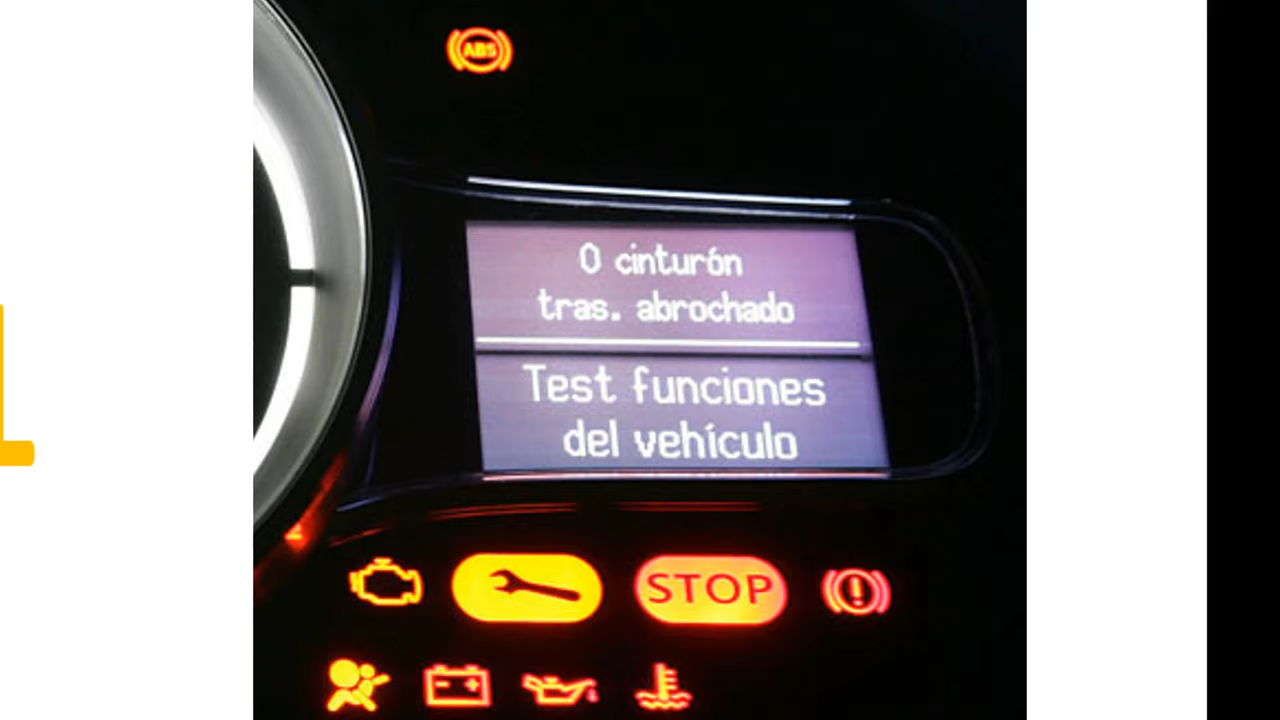 ABS
0 cinturón
tras. abrochado
Test funciones
del vehículo
STOP